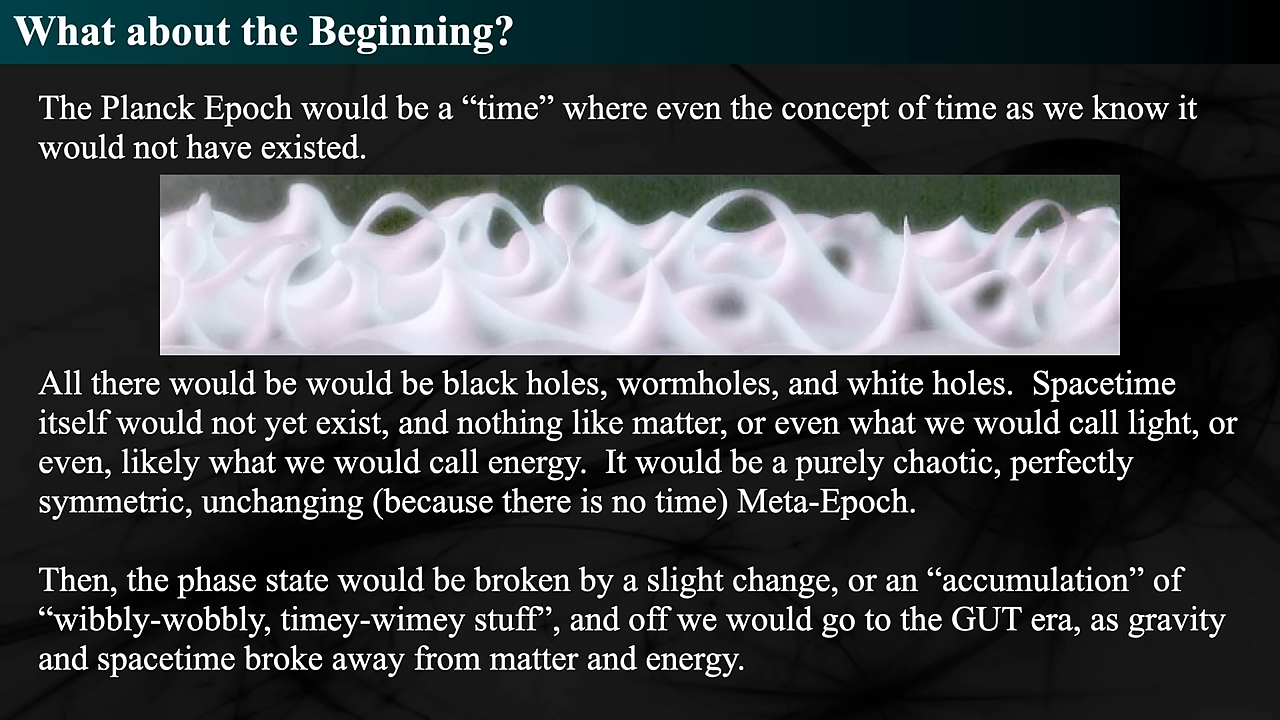 What about the Beginning?
The Planck Epoch would be a “time” where even the concept of time as we know it
would not have existed.
All there would be would be black holes, wormholes, and white holes.  Spacetime
itself would not yet exist, and nothing like matter, or even what we would call light, or
even, likely what we would call energy.  It would be a purely chaotic, perfectly
symmetric, unchanging (because there is no time) Meta-Epoch.
Then, the phase state would be broken by a slight change, or an “accumulation” of
“wibbly-wobbly, timey-wimey stuff”, and off we would go to the GUT era, as gravity
and spacetime broke away from matter and energy.